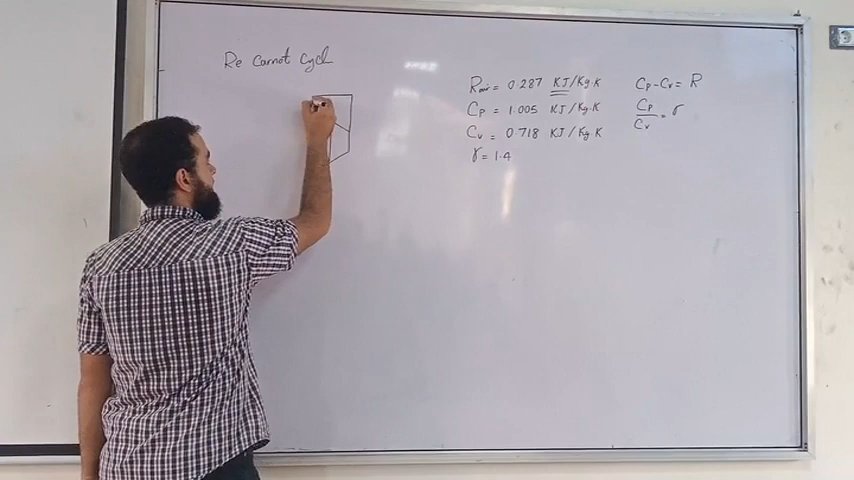 Re Carnot Cycl
Rair = 0.287 KJ/Kg.K
Cp = 1.005 KJ/Kg.K
Cv = 0.718 KJ/Kg.K
γ = 1.4
Cp - Cv = R
Cp/Cv = γ